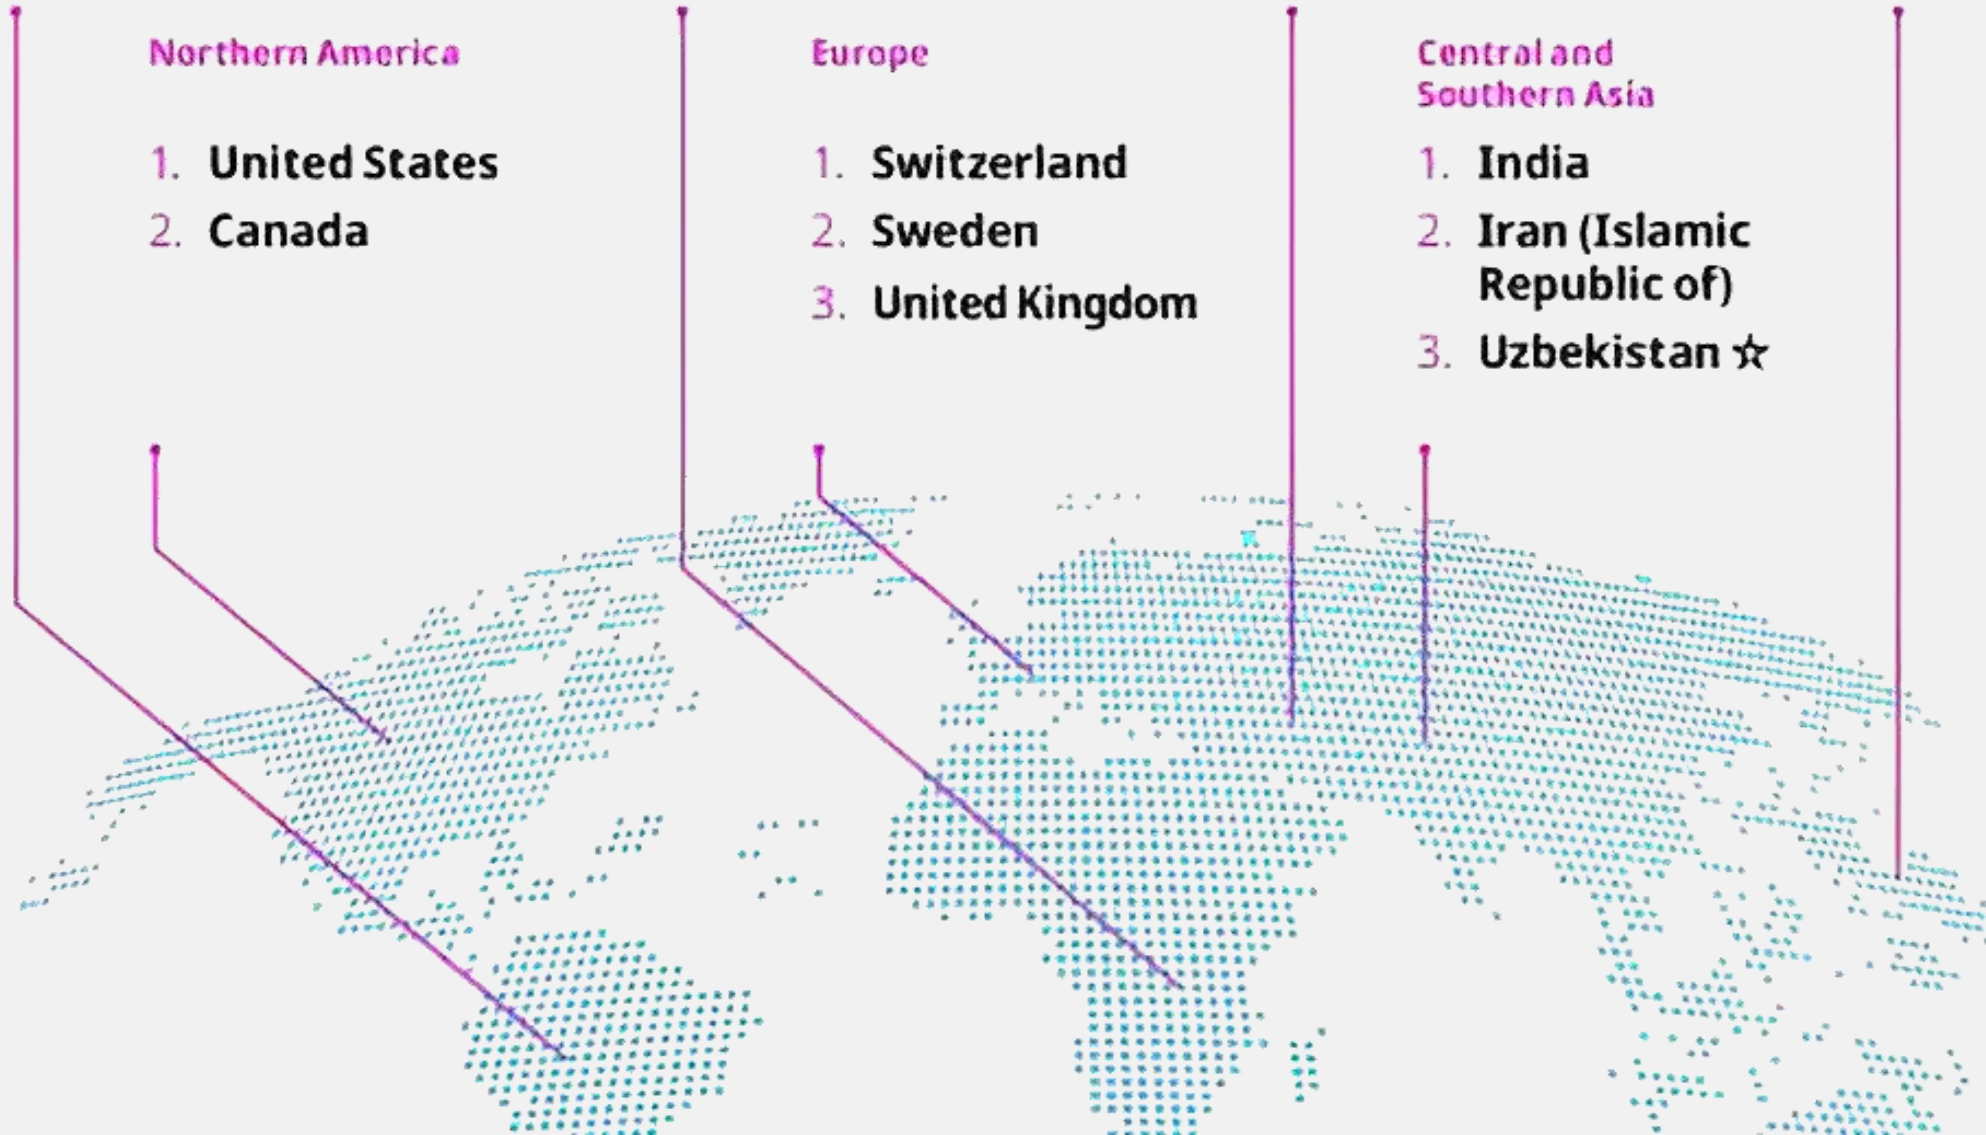 Northern America
1. United States
2. Canada
Europe
1. Switzerland
2. Sweden
3. United Kingdom
Central and
Southern Asia
1. India
2. Iran (Islamic
Republic of)
3. Uzbekistan ☆